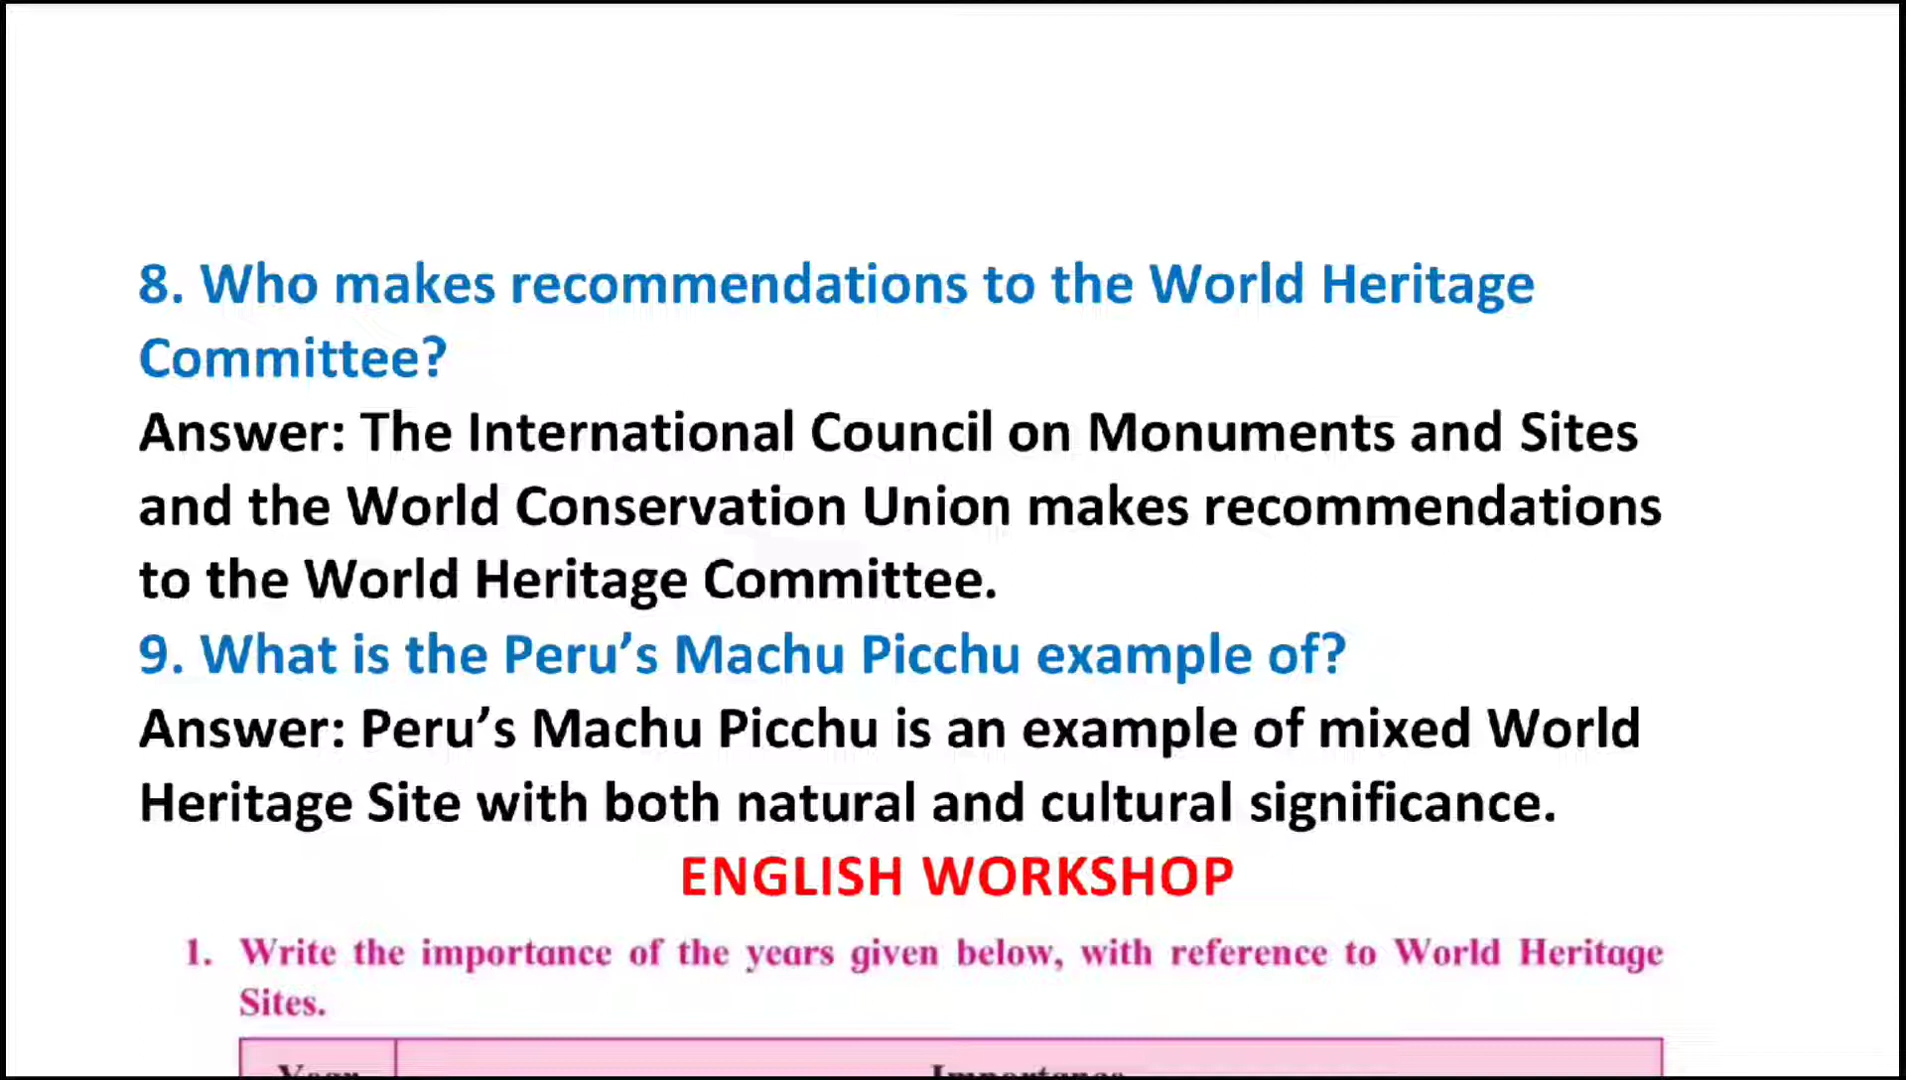 8. Who makes recommendations to the World Heritage
Committee?
Answer: The International Council on Monuments and Sites
and the World Conservation Union makes recommendations
to the World Heritage Committee.
9. What is the Peru’s Machu Picchu example of?
Answer: Peru’s Machu Picchu is an example of mixed World
Heritage Site with both natural and cultural significance.
ENGLISH WORKSHOP
1. Write the importance of the years given below, with reference to World Heritage
Sites.
Year Importance